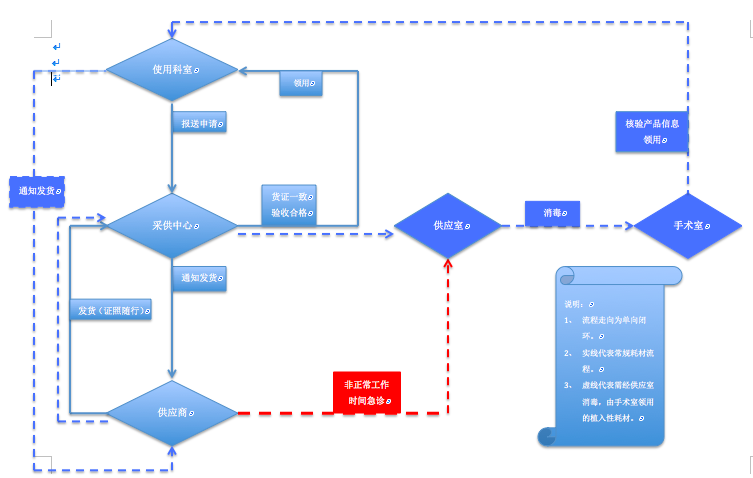 使用科室
领用
报送申请
核验产品信息
领用
通知发货
货证一致
验收合格
消毒
采供中心
供应室
手术室
通知发货
发货（证照随行）
说明：
1、 流程走向为单向闭
环。
2、 实线代表常规耗材流
程。
3、 虚线代表需经供应室
消毒，由手术室领用
的植入性耗材。
非正常工作
时间急诊
供应商